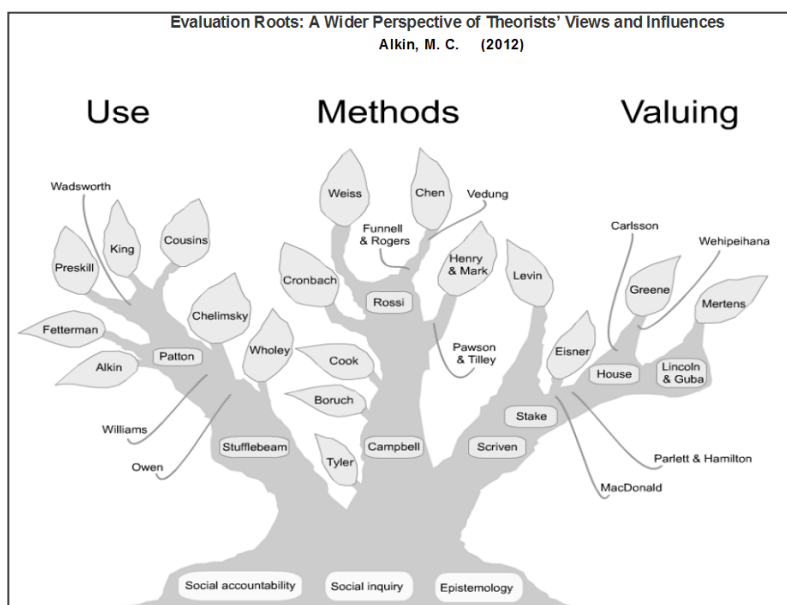 Evaluation Roots: A Wider Perspective of Theorists' Views and Influences
Alkin, M. C. (2012)
Use
Methods
Valuing
Wadsworth
King
Cousins
Preskill
Chelimsky
Fetterman
Wholey
Patton
Alkin
Williams
Owen
Stufflebeam
Weiss
Chen
Vedung
Funnell
& Rogers
Henry
& Mark
Cronbach
Rossi
Pawson
& Tilley
Cook
Boruch
Tyler
Campbell
Levin
Carlsson
Wehipeihana
Greene
Mertens
Eisner
House
Lincoln
& Guba
Stake
Scriven
Parlett & Hamilton
MacDonald
Social accountability
Social inquiry
Epistemology